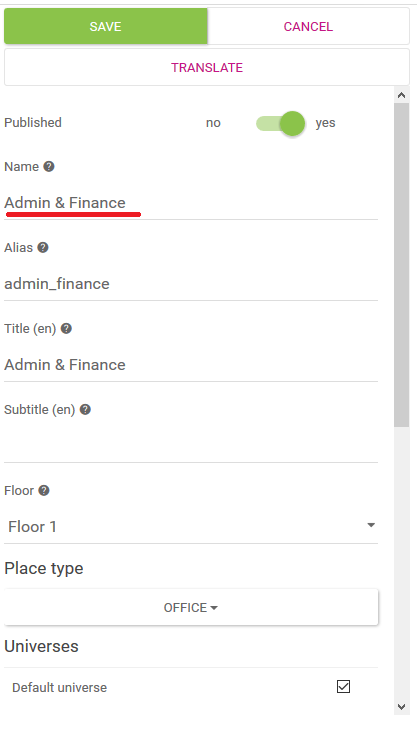 SAVE CANCEL
TRANSLATE
Published no yes
Name
Admin & Finance
Alias
admin_finance
Title (en)
Admin & Finance
Subtitle (en)
Floor
Floor 1
Place type
OFFICE
Universes
Default universe